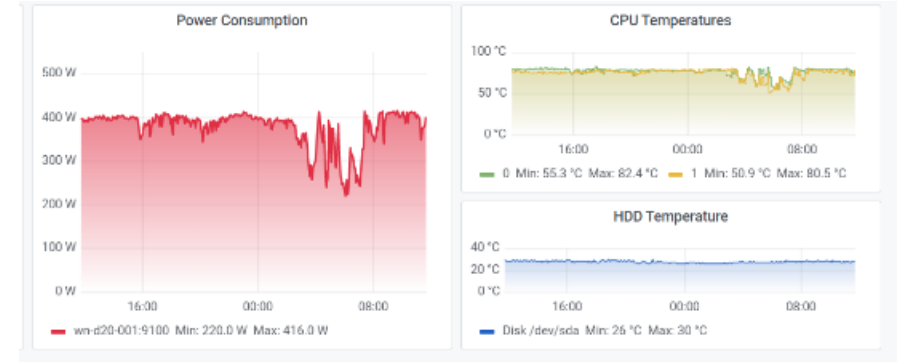 Power Consumption
500 W
400 W
300 W
200 W
100 W
0 W
16:00 00:00 08:00
wn-d20-001:9100 Min: 220.0 W Max: 416.0 W
CPU Temperatures
100 °C
50 °C
0 °C
16:00 00:00 08:00
0 Min: 55.3 °C Max: 82.4 °C 1 Min: 50.9 °C Max: 80.5 °C
HDD Temperature
40 °C
20 °C
0 °C
16:00 00:00 08:00
Disk /dev/sda Min: 26 °C Max: 30 °C